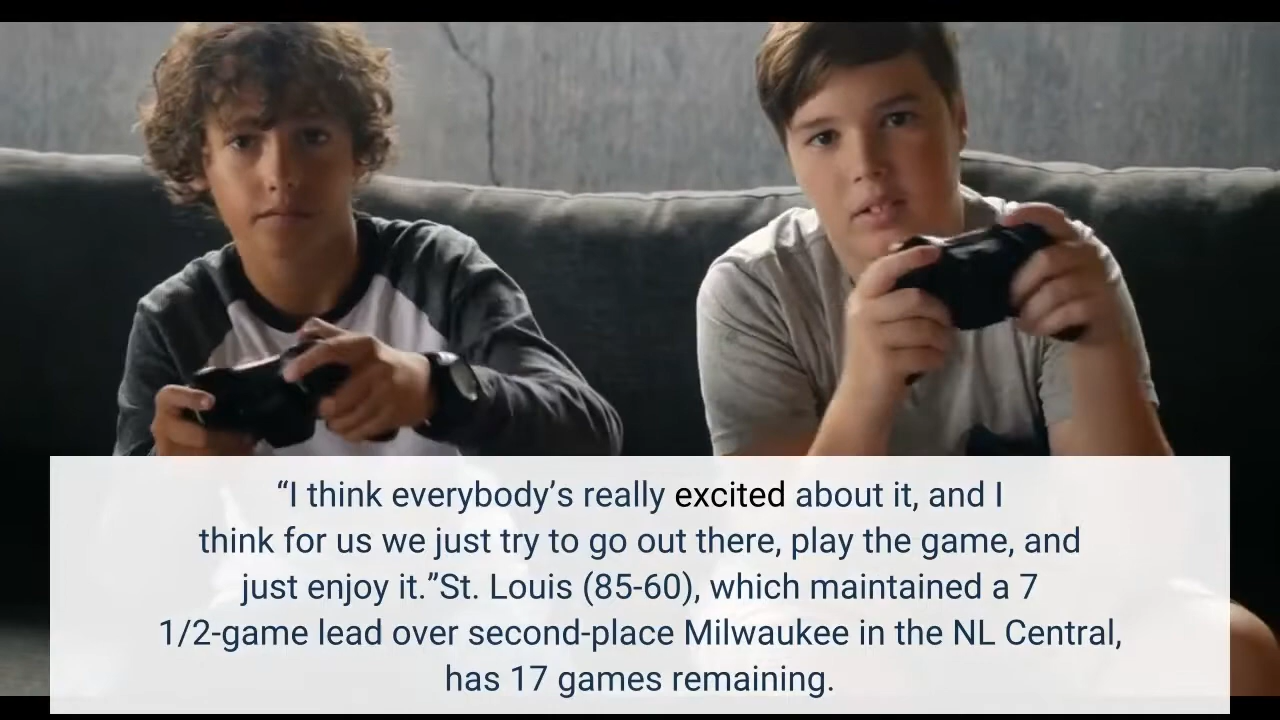 “I think everybody’s really excited about it, and I
think for us we just try to go out there, play the game, and
just enjoy it.”St. Louis (85-60), which maintained a 7
1/2-game lead over second-place Milwaukee in the NL Central,
has 17 games remaining.